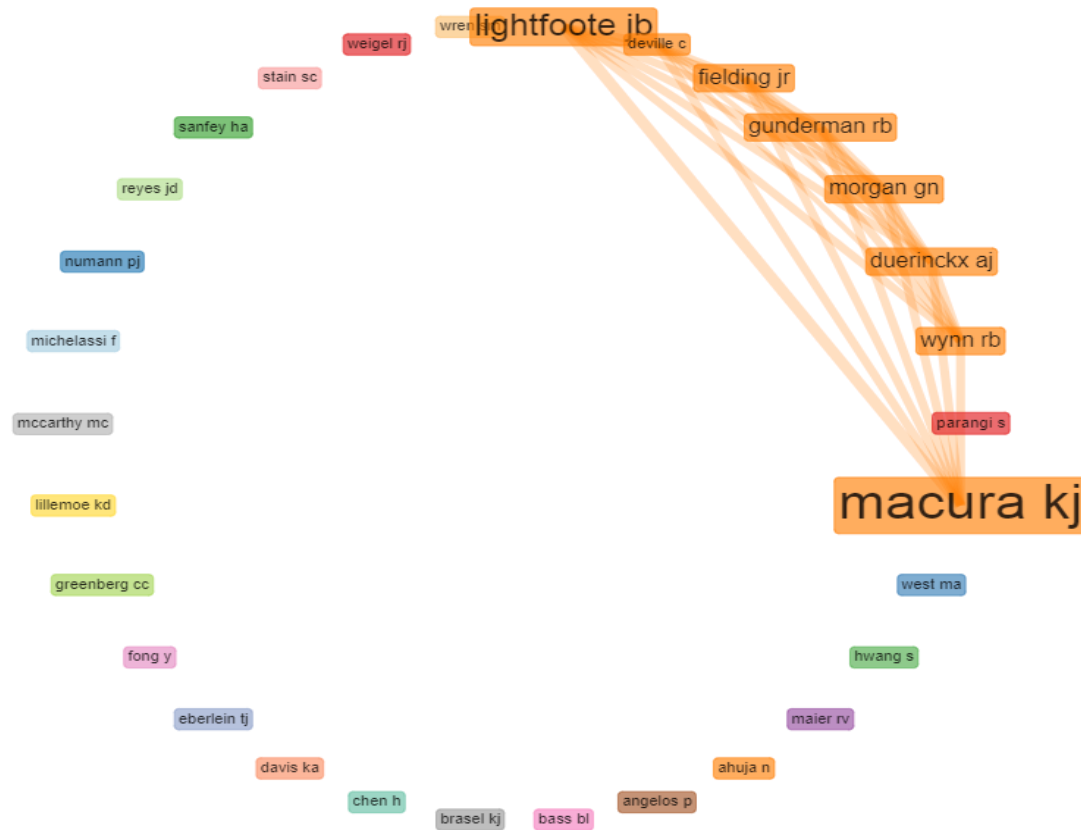 wren sm
lightfoote jb
deville c
weigel rj
fielding jr
stain sc
gunderman rb
sanfey ha
morgan gn
reyes jd
duerinckx aj
numann pj
wynn rb
michelassi f
parangi s
mccarthy mc
macura kj
lillemoe kd
west ma
greenberg cc
hwang s
fong y
maier rv
eberlein tj
ahuja n
davis ka
angelos p
chen h
bass bl
brasel kj